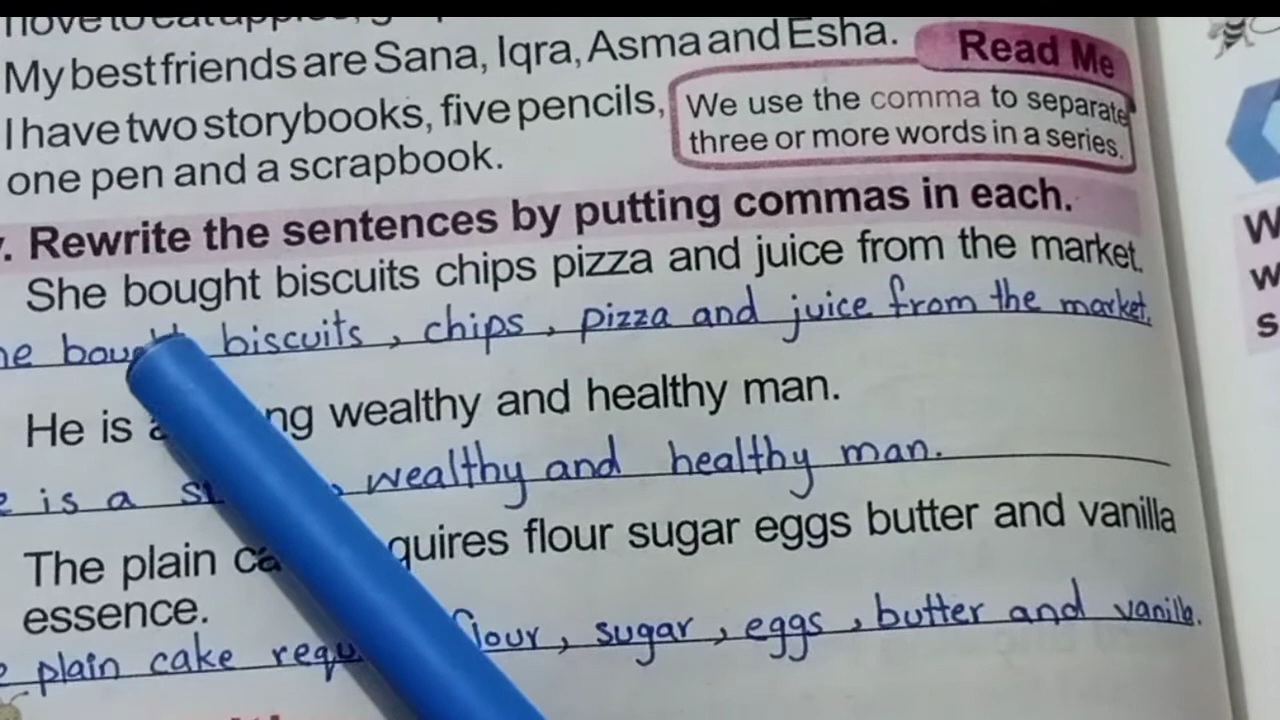 My best friends are Sana, Iqra, Asma and Esha.
Read Me
I have two storybooks, five pencils,
one pen and a scrapbook.
We use the comma to separate
three or more words in a series.
Rewrite the sentences by putting commas in each.
She bought biscuits chips pizza and juice from the market.
biscuits, chips, pizza and juice from the market.
He is wealthy and healthy man.
is a wealthy and healthy man.
The plain flour sugar eggs butter and vanilla
essence.
plain cake flour, sugar, eggs, butter and vanilla.